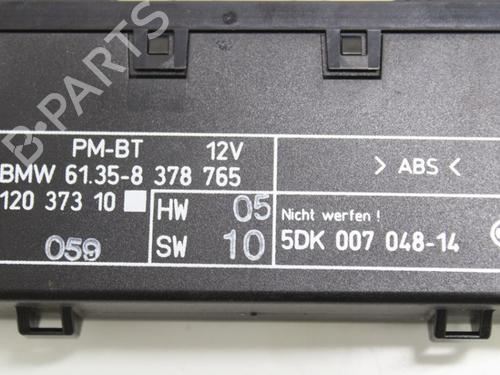 PM-BT 12V
BMW 61.35-8 378 765
120 373 10
HW 05
059
SW 10
> ABS <
Nicht werfen !
5DK 007 048-14